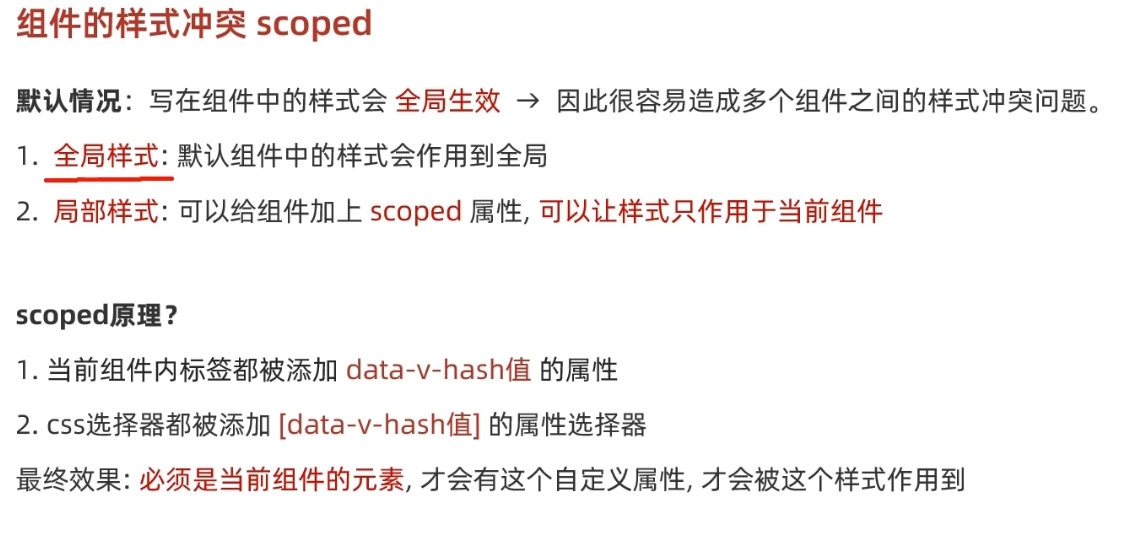 组件的样式冲突 scoped
默认情况：写在组件中的样式会 全局生效 → 因此很容易造成多个组件之间的样式冲突问题。
1. 全局样式: 默认组件中的样式会作用到全局
2. 局部样式: 可以给组件加上 scoped 属性, 可以让样式只作用于当前组件
scoped原理？
1. 当前组件内标签都被添加 data-v-hash值 的属性
2. css选择器都被添加 [data-v-hash值] 的属性选择器
最终效果: 必须是当前组件的元素, 才会有这个自定义属性, 才会被这个样式作用到